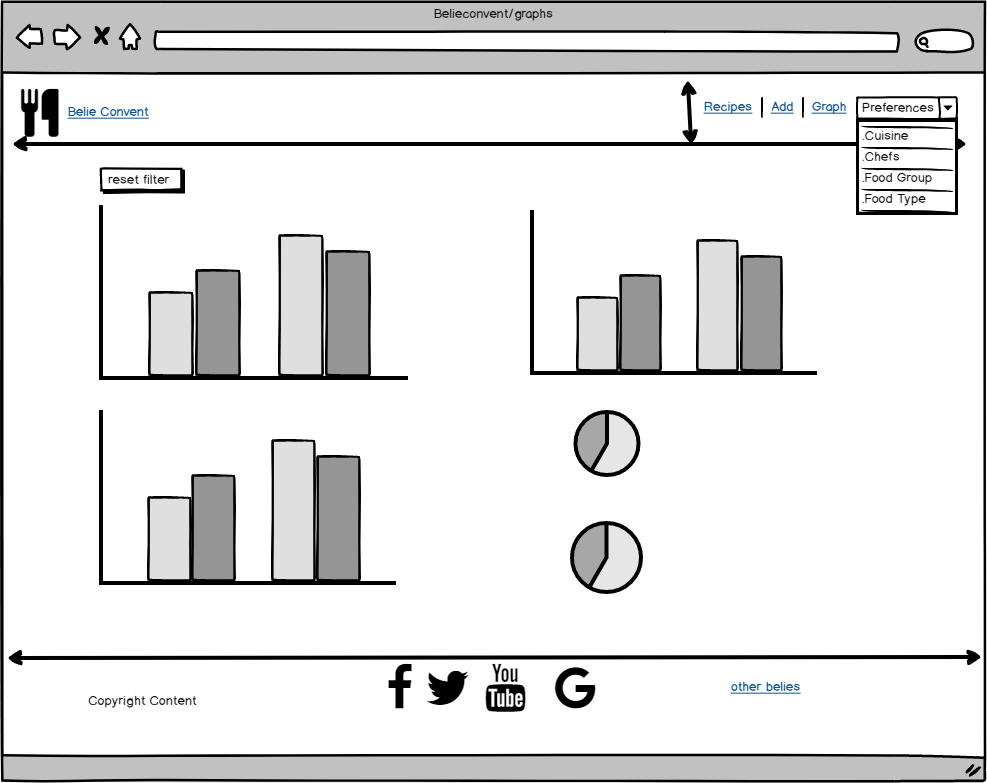 Belieconvent/graphs
Belie Convent
Recipes
Add
Graph
Preferences
.Cuisine
.Chefs
.Food Group
.Food Type
reset filter
Copyright Content
You
Tube
other belies